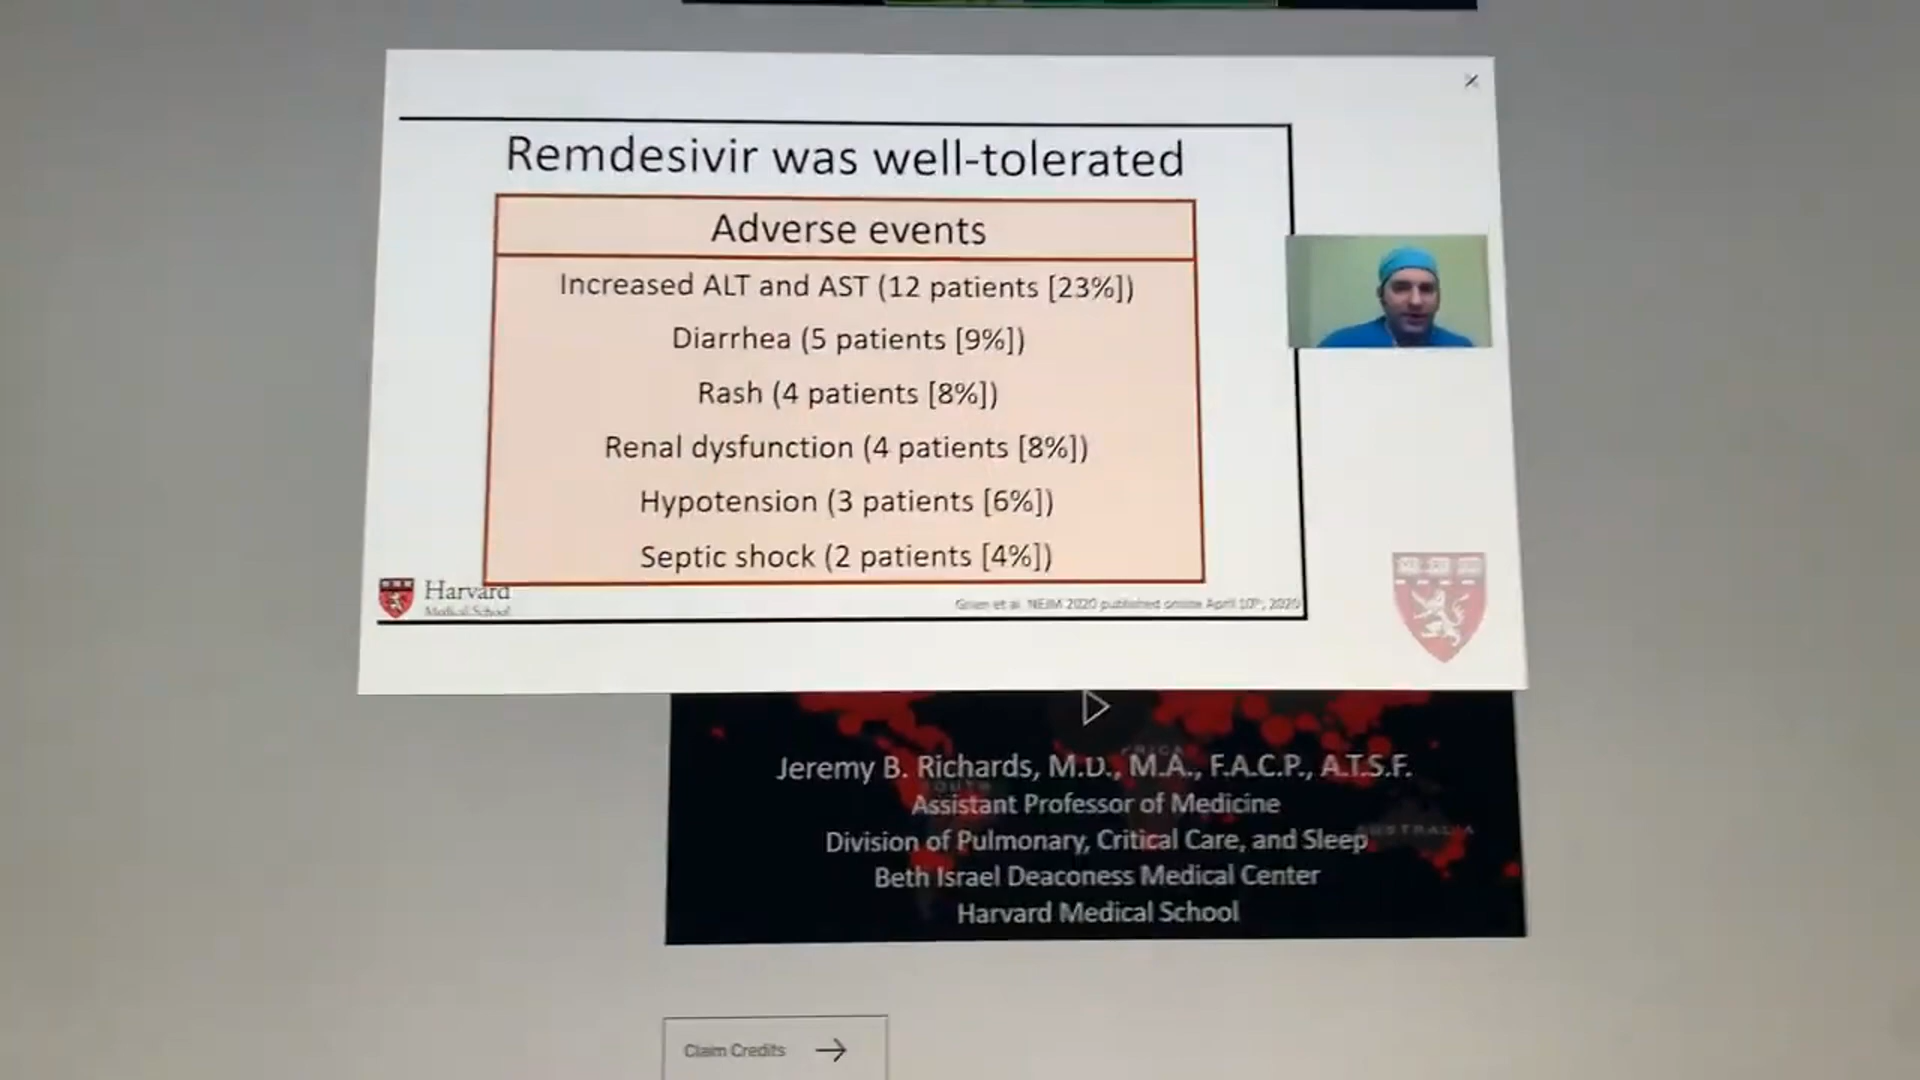 Remdesivir was well-tolerated
Adverse events
Increased ALT and AST (12 patients [23%])
Diarrhea (5 patients [9%])
Rash (4 patients [8%])
Renal dysfunction (4 patients [8%])
Hypotension (3 patients [6%])
Septic shock (2 patients [4%])
Harvard
Medical School
et al. NEJM 2020 published online April 10th, 2020
Jeremy B. Richards, M.D., M.A., F.A.C.P., A.T.S.F.
Assistant Professor of Medicine
Division of Pulmonary, Critical Care, and Sleep
Beth Israel Deaconess Medical Center
Harvard Medical School
AUSTRALIA
Claim Credits